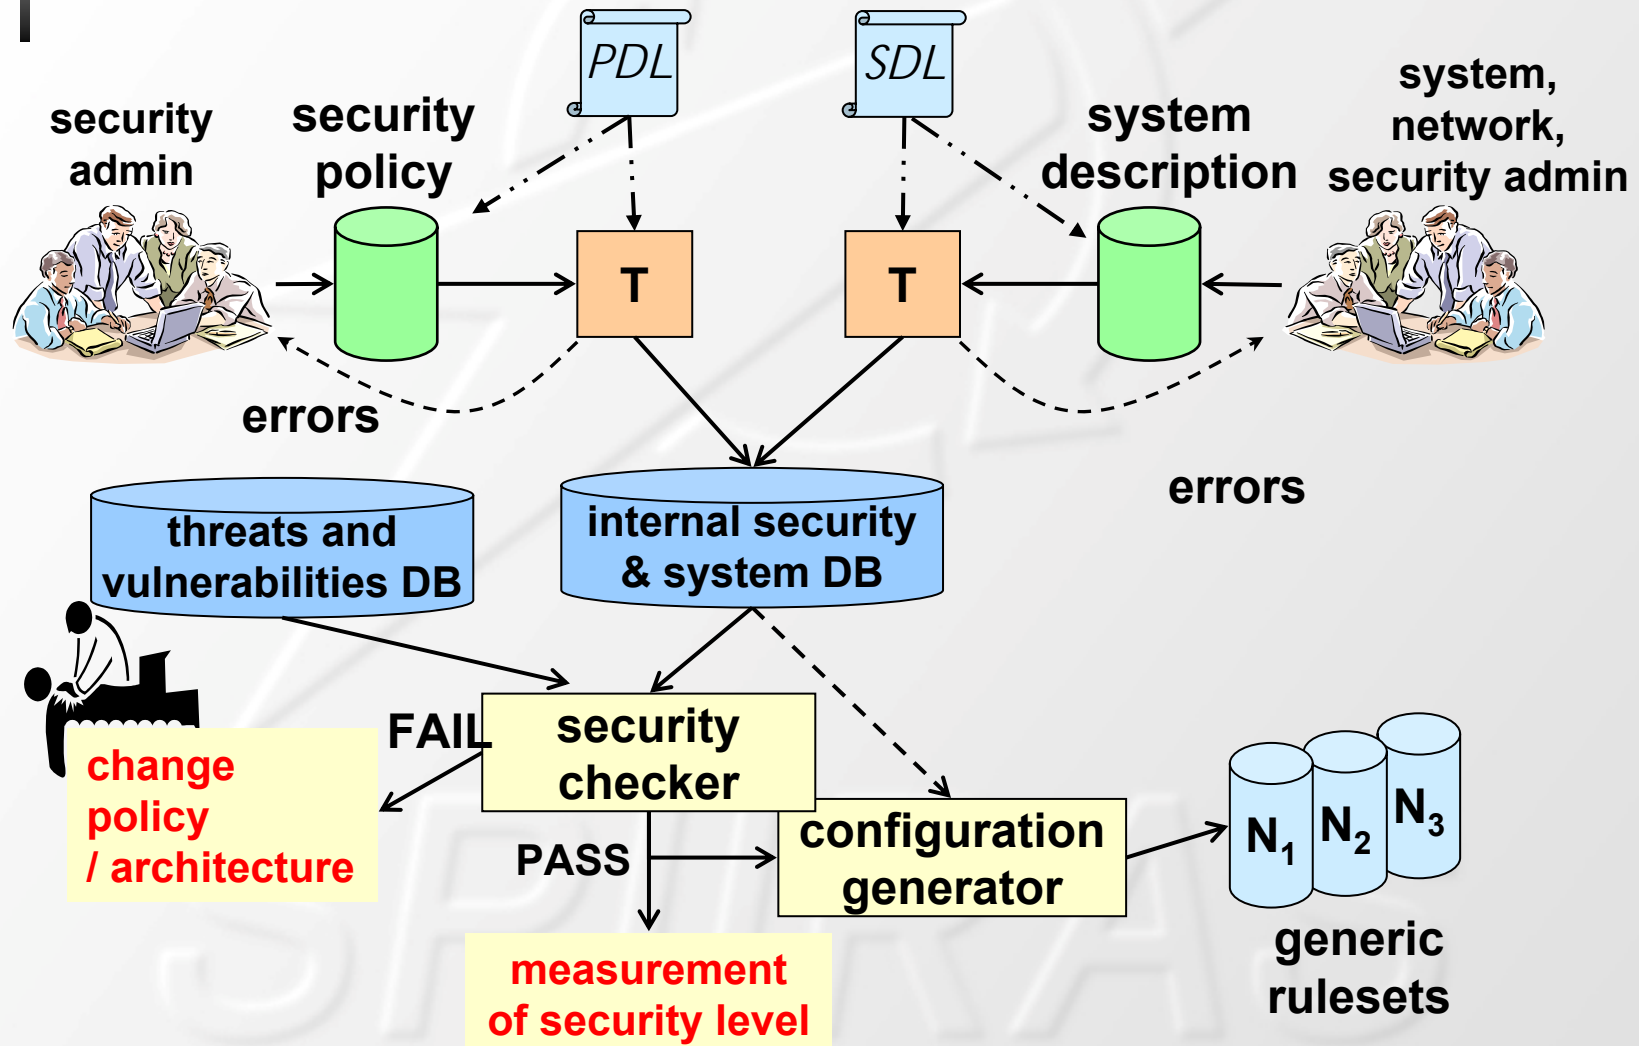 PDL
SDL
security
admin
security
policy
system
description
system,
network,
security admin
T
T
errors
errors
threats and
vulnerabilities DB
internal security
& system DB
FAIL
security
checker
change
policy
/ architecture
PASS
configuration
generator
N1
N2
N3
measurement
of security level
generic
rulesets